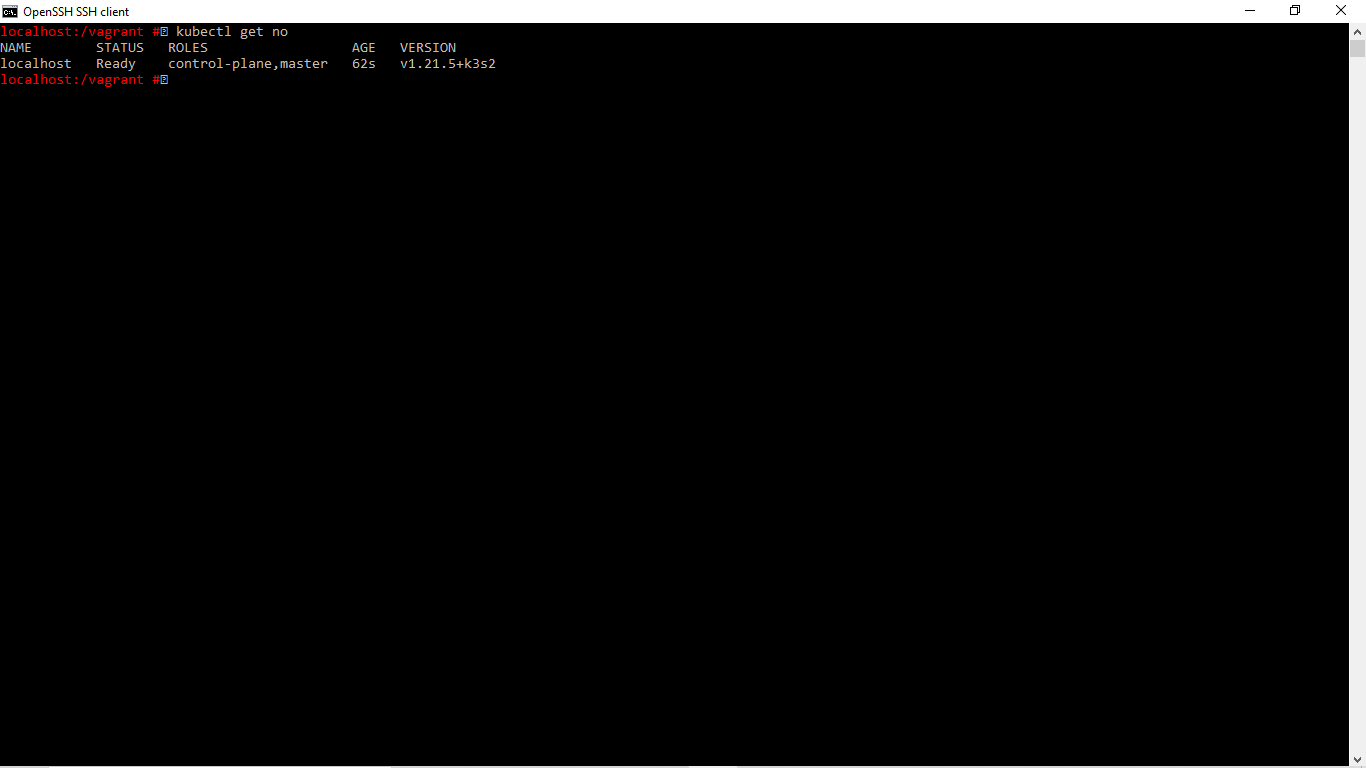 OpenSSH SSH client
localhost:/vagrant # kubectl get no
NAME        STATUS   ROLES                  AGE   VERSION
localhost   Ready    control-plane,master   62s   v1.21.5+k3s2
localhost:/vagrant #